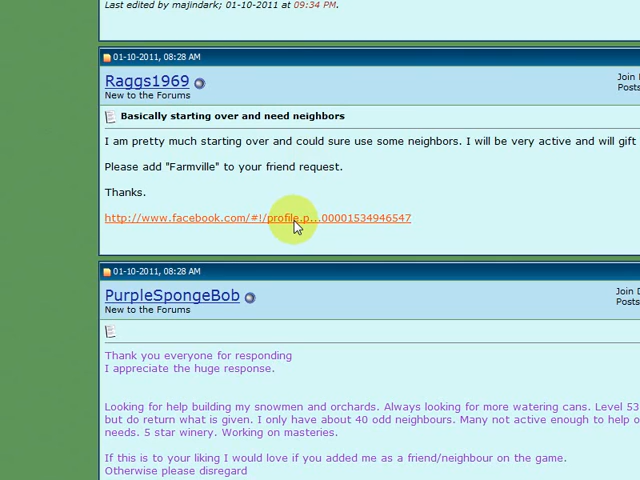 Last edited by majindark; 01-10-2011 at 09:34 PM.
01-10-2011, 08:28 AM
Raggs1969
Join
New to the Forums
Posts
Basically starting over and need neighbors
I am pretty much starting over and could sure use some neighbors. I will be very active and will gift
Please add "Farmville" to your friend request.
Thanks.
http://www.facebook.com/#!/profile.p...00001534946547
01-10-2011, 08:28 AM
PurpleSpongeBob
Join D
New to the Forums
Posts
Thank you everyone for responding
I appreciate the huge response.
Looking for help building my snowmen and orchards. Always looking for more watering cans. Level 53
but do return what is given. I only have about 40 odd neighbours. Many not active enough to help o
needs. 5 star winery. Working on masteries.
If this is to your liking I would love if you added me as a friend/neighbour on the game.
Otherwise please disregard